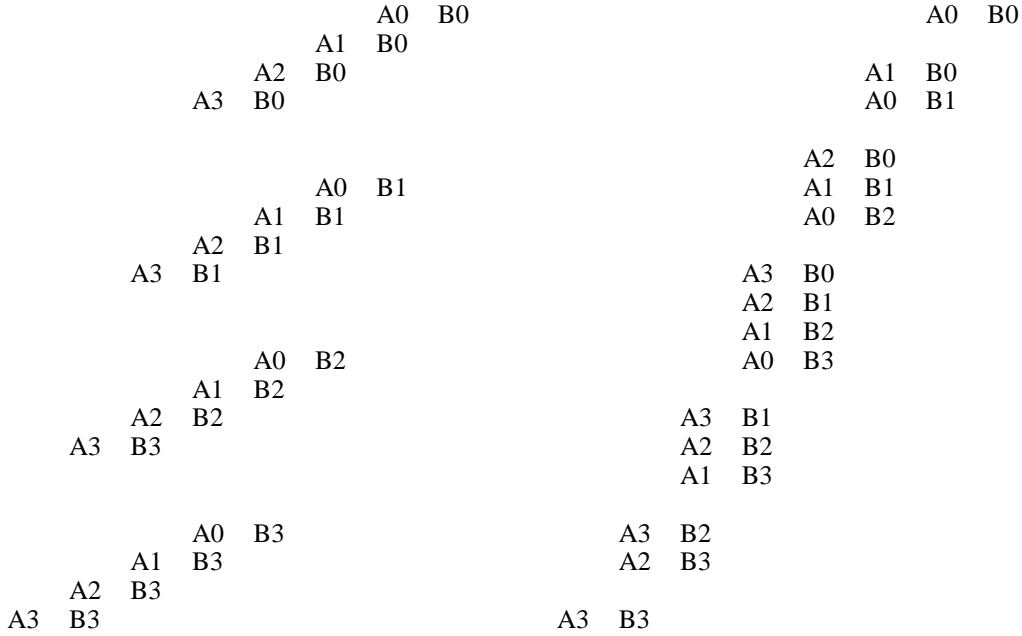 A0 B0
A1 B0
A2 B0
A3 B0
A0 B1
A1 B1
A2 B1
A3 B1
A0 B2
A1 B2
A2 B2
A3 B3
A0 B3
A1 B3
A2 B3
A3 B3
A0 B0
A1 B0
A0 B1
A2 B0
A1 B1
A0 B2
A3 B0
A2 B1
A1 B2
A0 B3
A3 B1
A2 B2
A1 B3
A3 B2
A2 B3
A3 B3